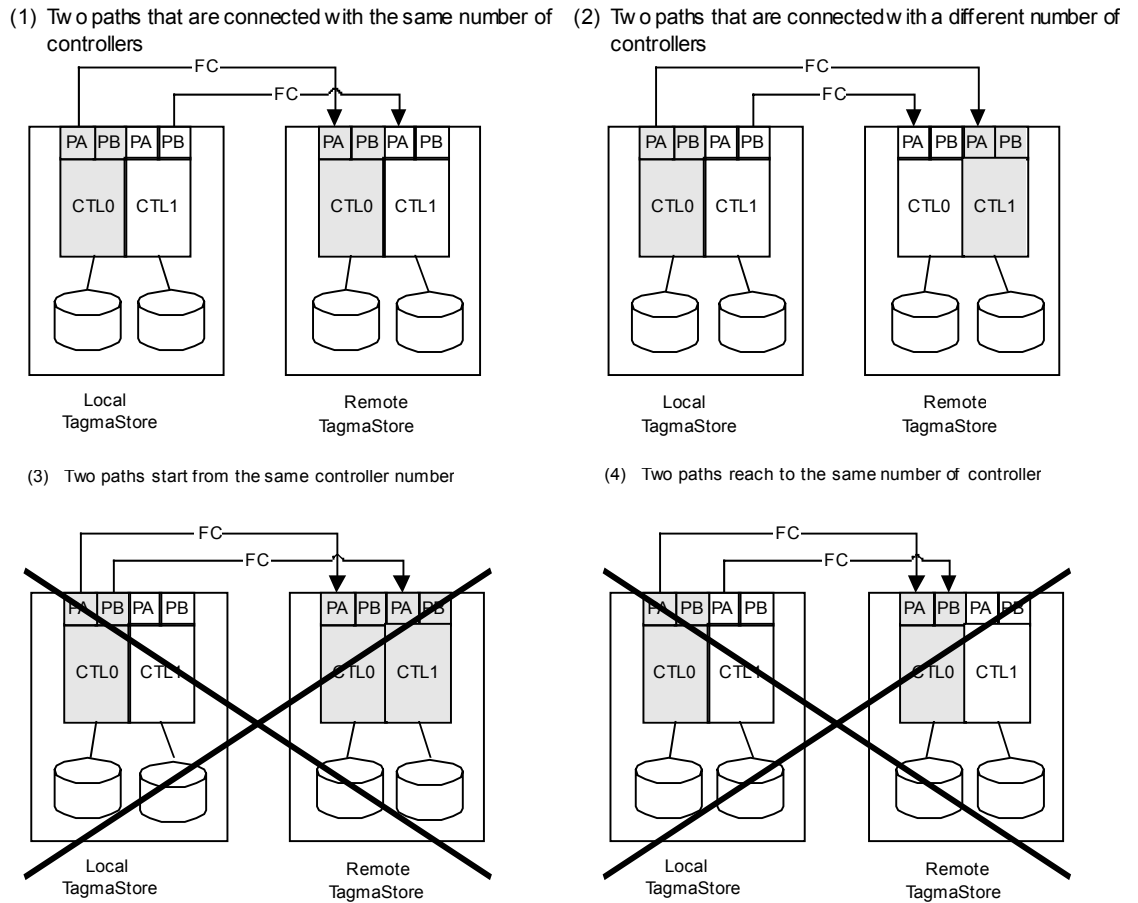 (1) Two paths that are connected with the same number of
controllers
FC
FC
PA PB PA PB
PA PB PA PB
CTL0 CTL1
CTL0 CTL1
Local
TagmaStore
Remote
TagmaStore
(2) Two paths that are connected with a different number of
controllers
FC
FC
PA PB PA PB
PA PB PA PB
CTL0 CTL1
CTL0 CTL1
Local
TagmaStore
Remote
TagmaStore
(3) Two paths start from the same controller number
FC
FC
PA PB PA PB
PA PB PA PB
CTL0 CTL1
CTL0 CTL1
Local
TagmaStore
Remote
TagmaStore
(4) Two paths reach to the same number of controller
FC
FC
PA PB PA PB
PA PB PA PB
CTL0 CTL1
CTL0 CTL1
Local
TagmaStore
Remote
TagmaStore